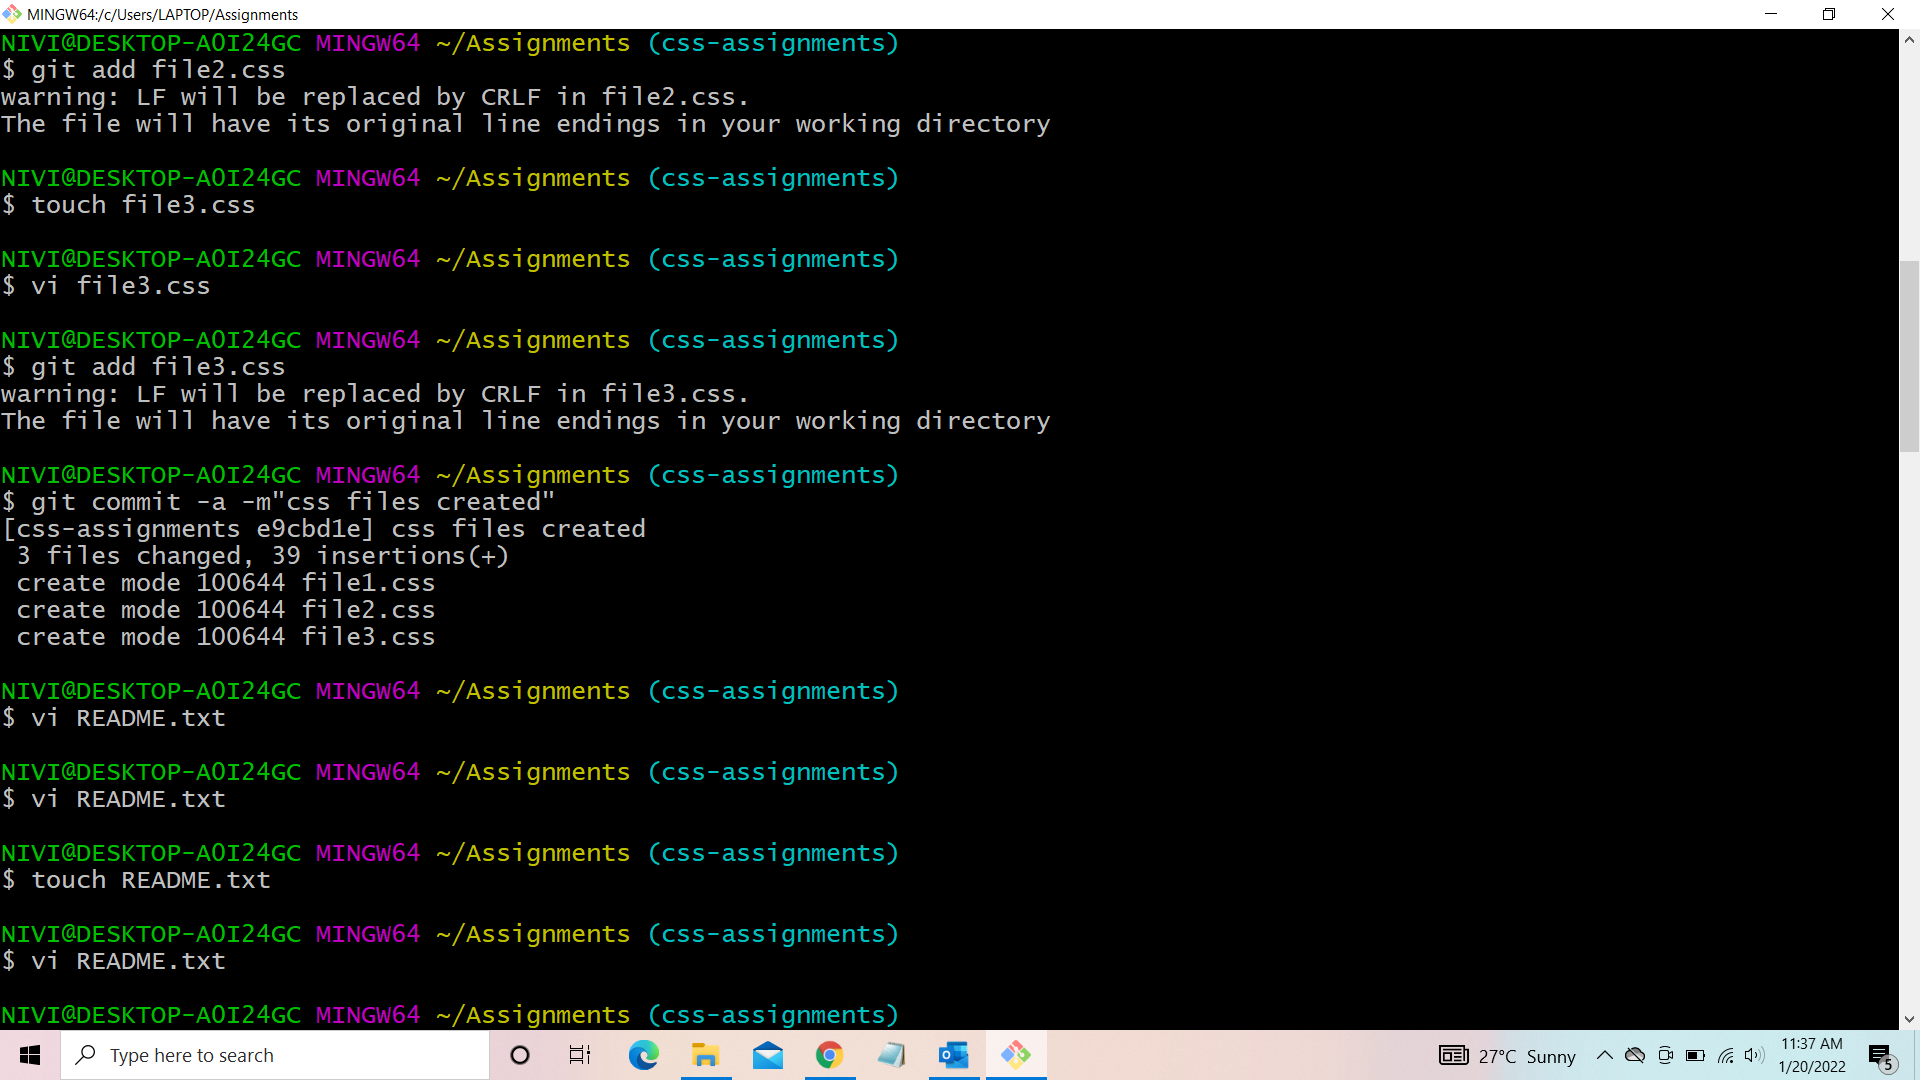 MINGW64:/c/Users/LAPTOP/Assignments
NIVI@DESKTOP-AOI24GC MINGW64 ~/Assignments (css-assignments)
$ git add file2.css
warning: LF will be replaced by CRLF in file2.css.
The file will have its original line endings in your working directory
NIVI@DESKTOP-AOI24GC MINGW64 ~/Assignments (css-assignments)
$ touch file3.css
NIVI@DESKTOP-AOI24GC MINGW64 ~/Assignments (css-assignments)
$ vi file3.css
NIVI@DESKTOP-AOI24GC MINGW64 ~/Assignments (css-assignments)
$ git add file3.css
warning: LF will be replaced by CRLF in file3.css.
The file will have its original line endings in your working directory
NIVI@DESKTOP-AOI24GC MINGW64 ~/Assignments (css-assignments)
$ git commit -a -m"css files created"
[css-assignments e9cbd1e] css files created
3 files changed, 39 insertions(+)
create mode 100644 file1.css
create mode 100644 file2.css
create mode 100644 file3.css
NIVI@DESKTOP-AOI24GC MINGW64 ~/Assignments (css-assignments)
$ vi README.txt
NIVI@DESKTOP-AOI24GC MINGW64 ~/Assignments (css-assignments)
$ vi README.txt
NIVI@DESKTOP-AOI24GC MINGW64 ~/Assignments (css-assignments)
$ touch README.txt
NIVI@DESKTOP-AOI24GC MINGW64 ~/Assignments (css-assignments)
$ vi README.txt
NIVI@DESKTOP-AOI24GC MINGW64 ~/Assignments (css-assignments)
Type here to search
27°C Sunny
11:37 AM
1/20/2022
5